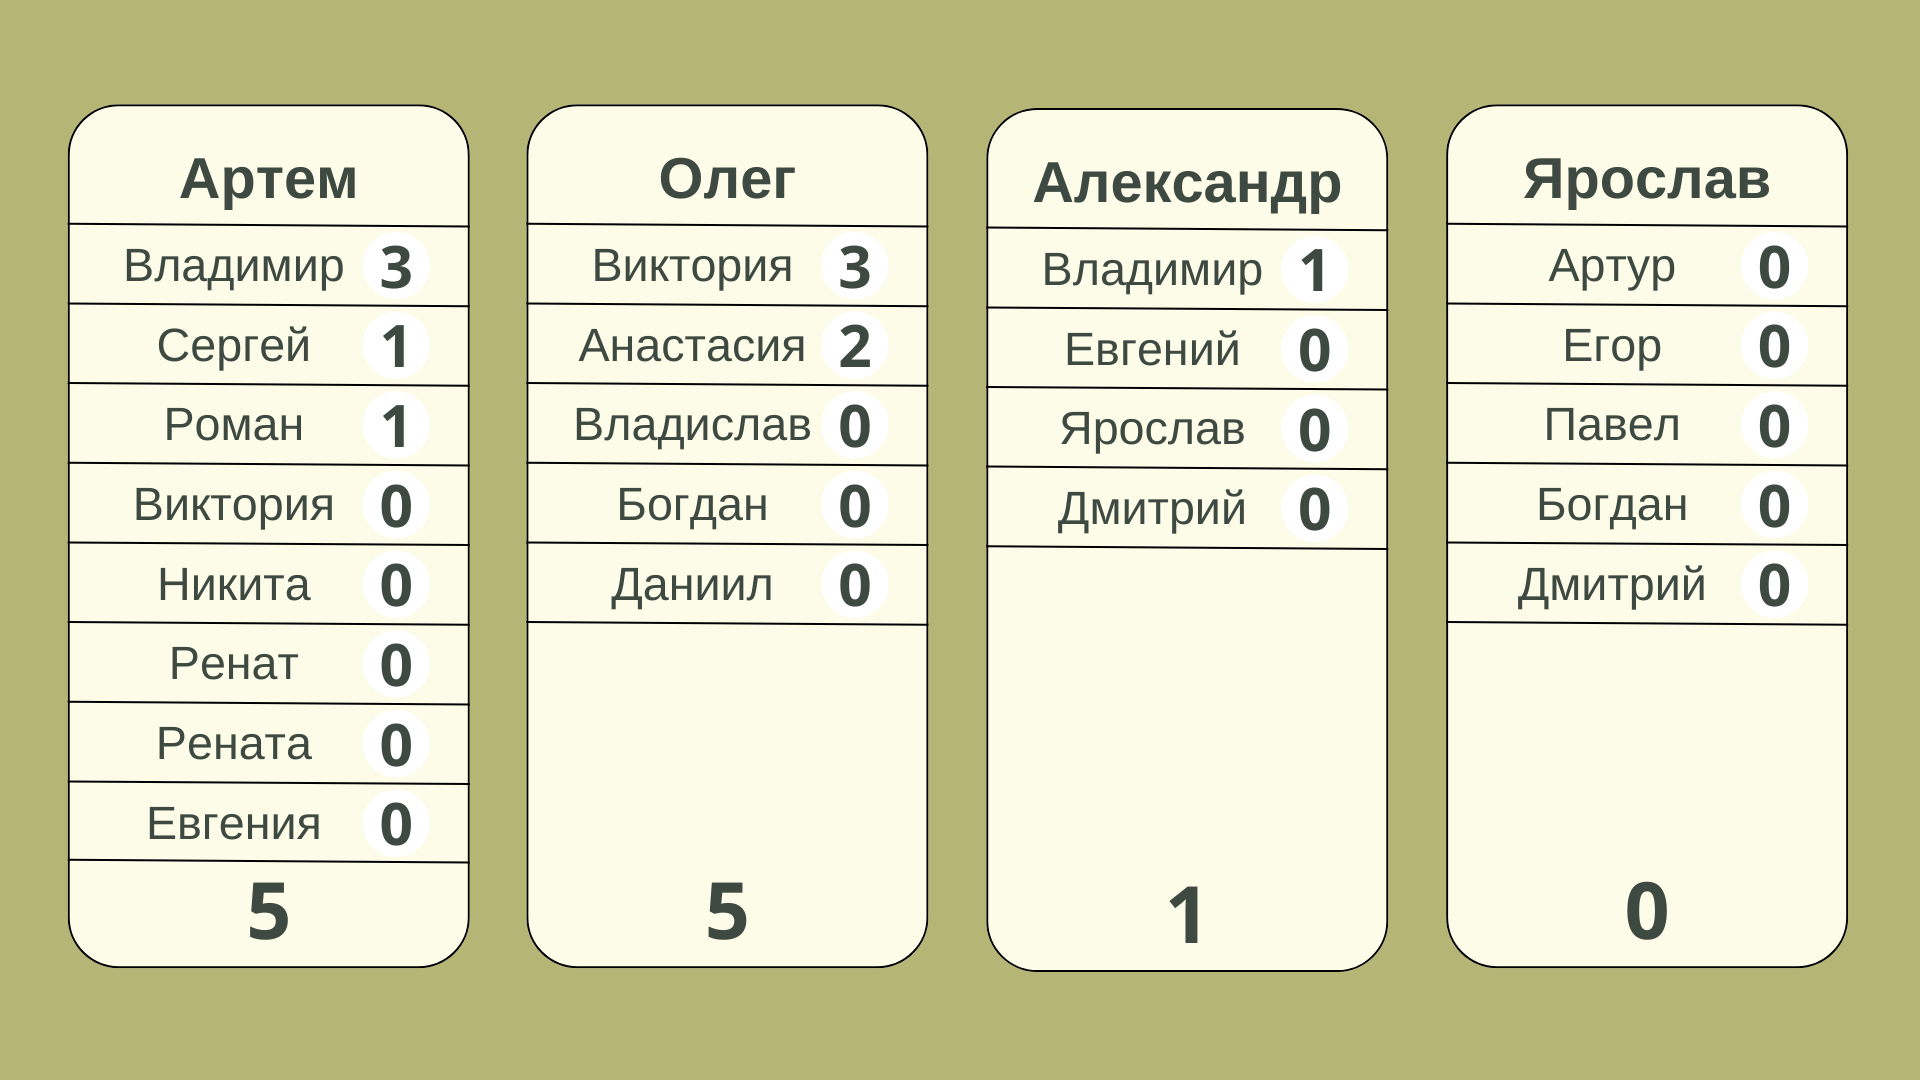 Артем
Владимир 3
Сергей 1
Роман 1
Виктория 0
Никита 0
Ренат 0
Рената 0
Евгения 0
5
Олег
Виктория 3
Анастасия 2
Владислав 0
Богдан 0
Даниил 0
5
Александр
Владимир 1
Евгений 0
Ярослав 0
Дмитрий 0
1
Ярослав
Артур 0
Егор 0
Павел 0
Богдан 0
Дмитрий 0
0